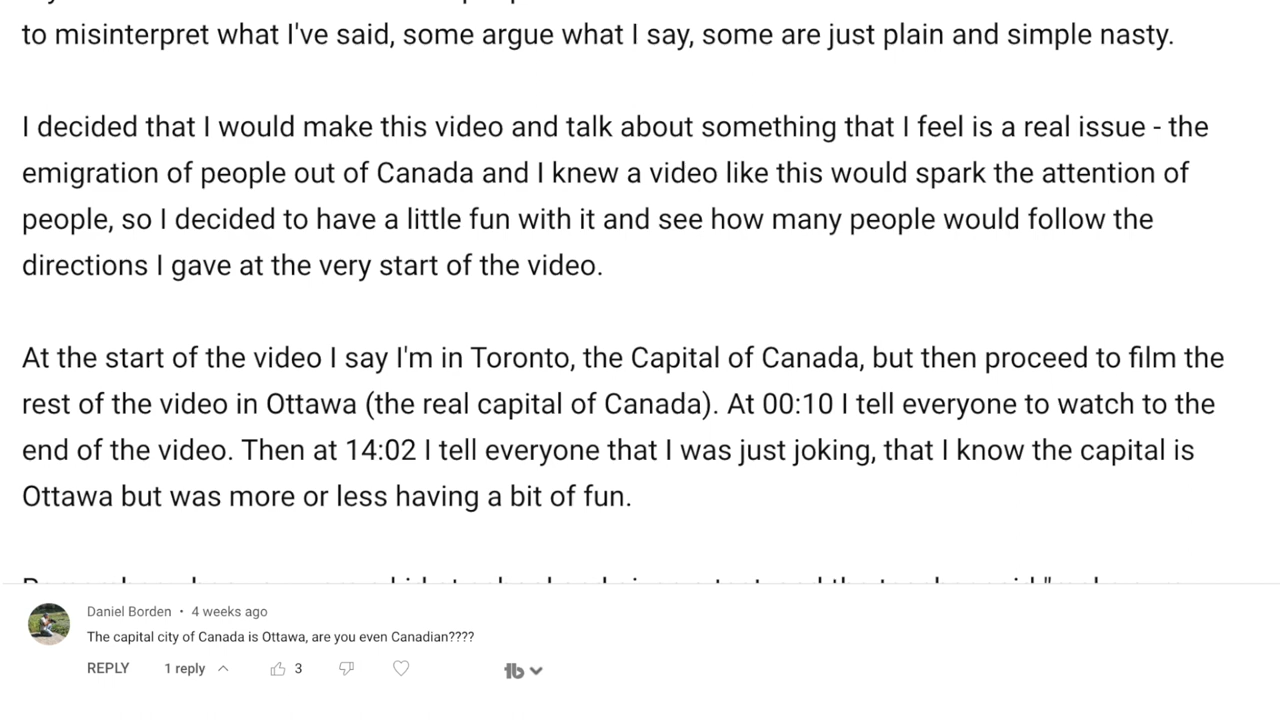 to misinterpret what I've said, some argue what I say, some are just plain and simple nasty.
I decided that I would make this video and talk about something that I feel is a real issue - the
emigration of people out of Canada and I knew a video like this would spark the attention of
people, so I decided to have a little fun with it and see how many people would follow the
directions I gave at the very start of the video.
At the start of the video I say I'm in Toronto, the Capital of Canada, but then proceed to film the
rest of the video in Ottawa (the real capital of Canada). At 00:10 I tell everyone to watch to the
end of the video. Then at 14:02 I tell everyone that I was just joking, that I know the capital is
Ottawa but was more or less having a bit of fun.
Daniel Borden • 4 weeks ago
The capital city of Canada is Ottawa, are you even Canadian????
REPLY 1 reply 3 tb